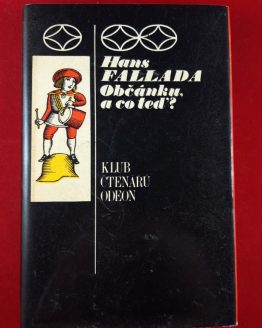 Hans
FALLADA
Občánku,
a co teď?
KLUB
ČTENÁŘŮ
ODEON